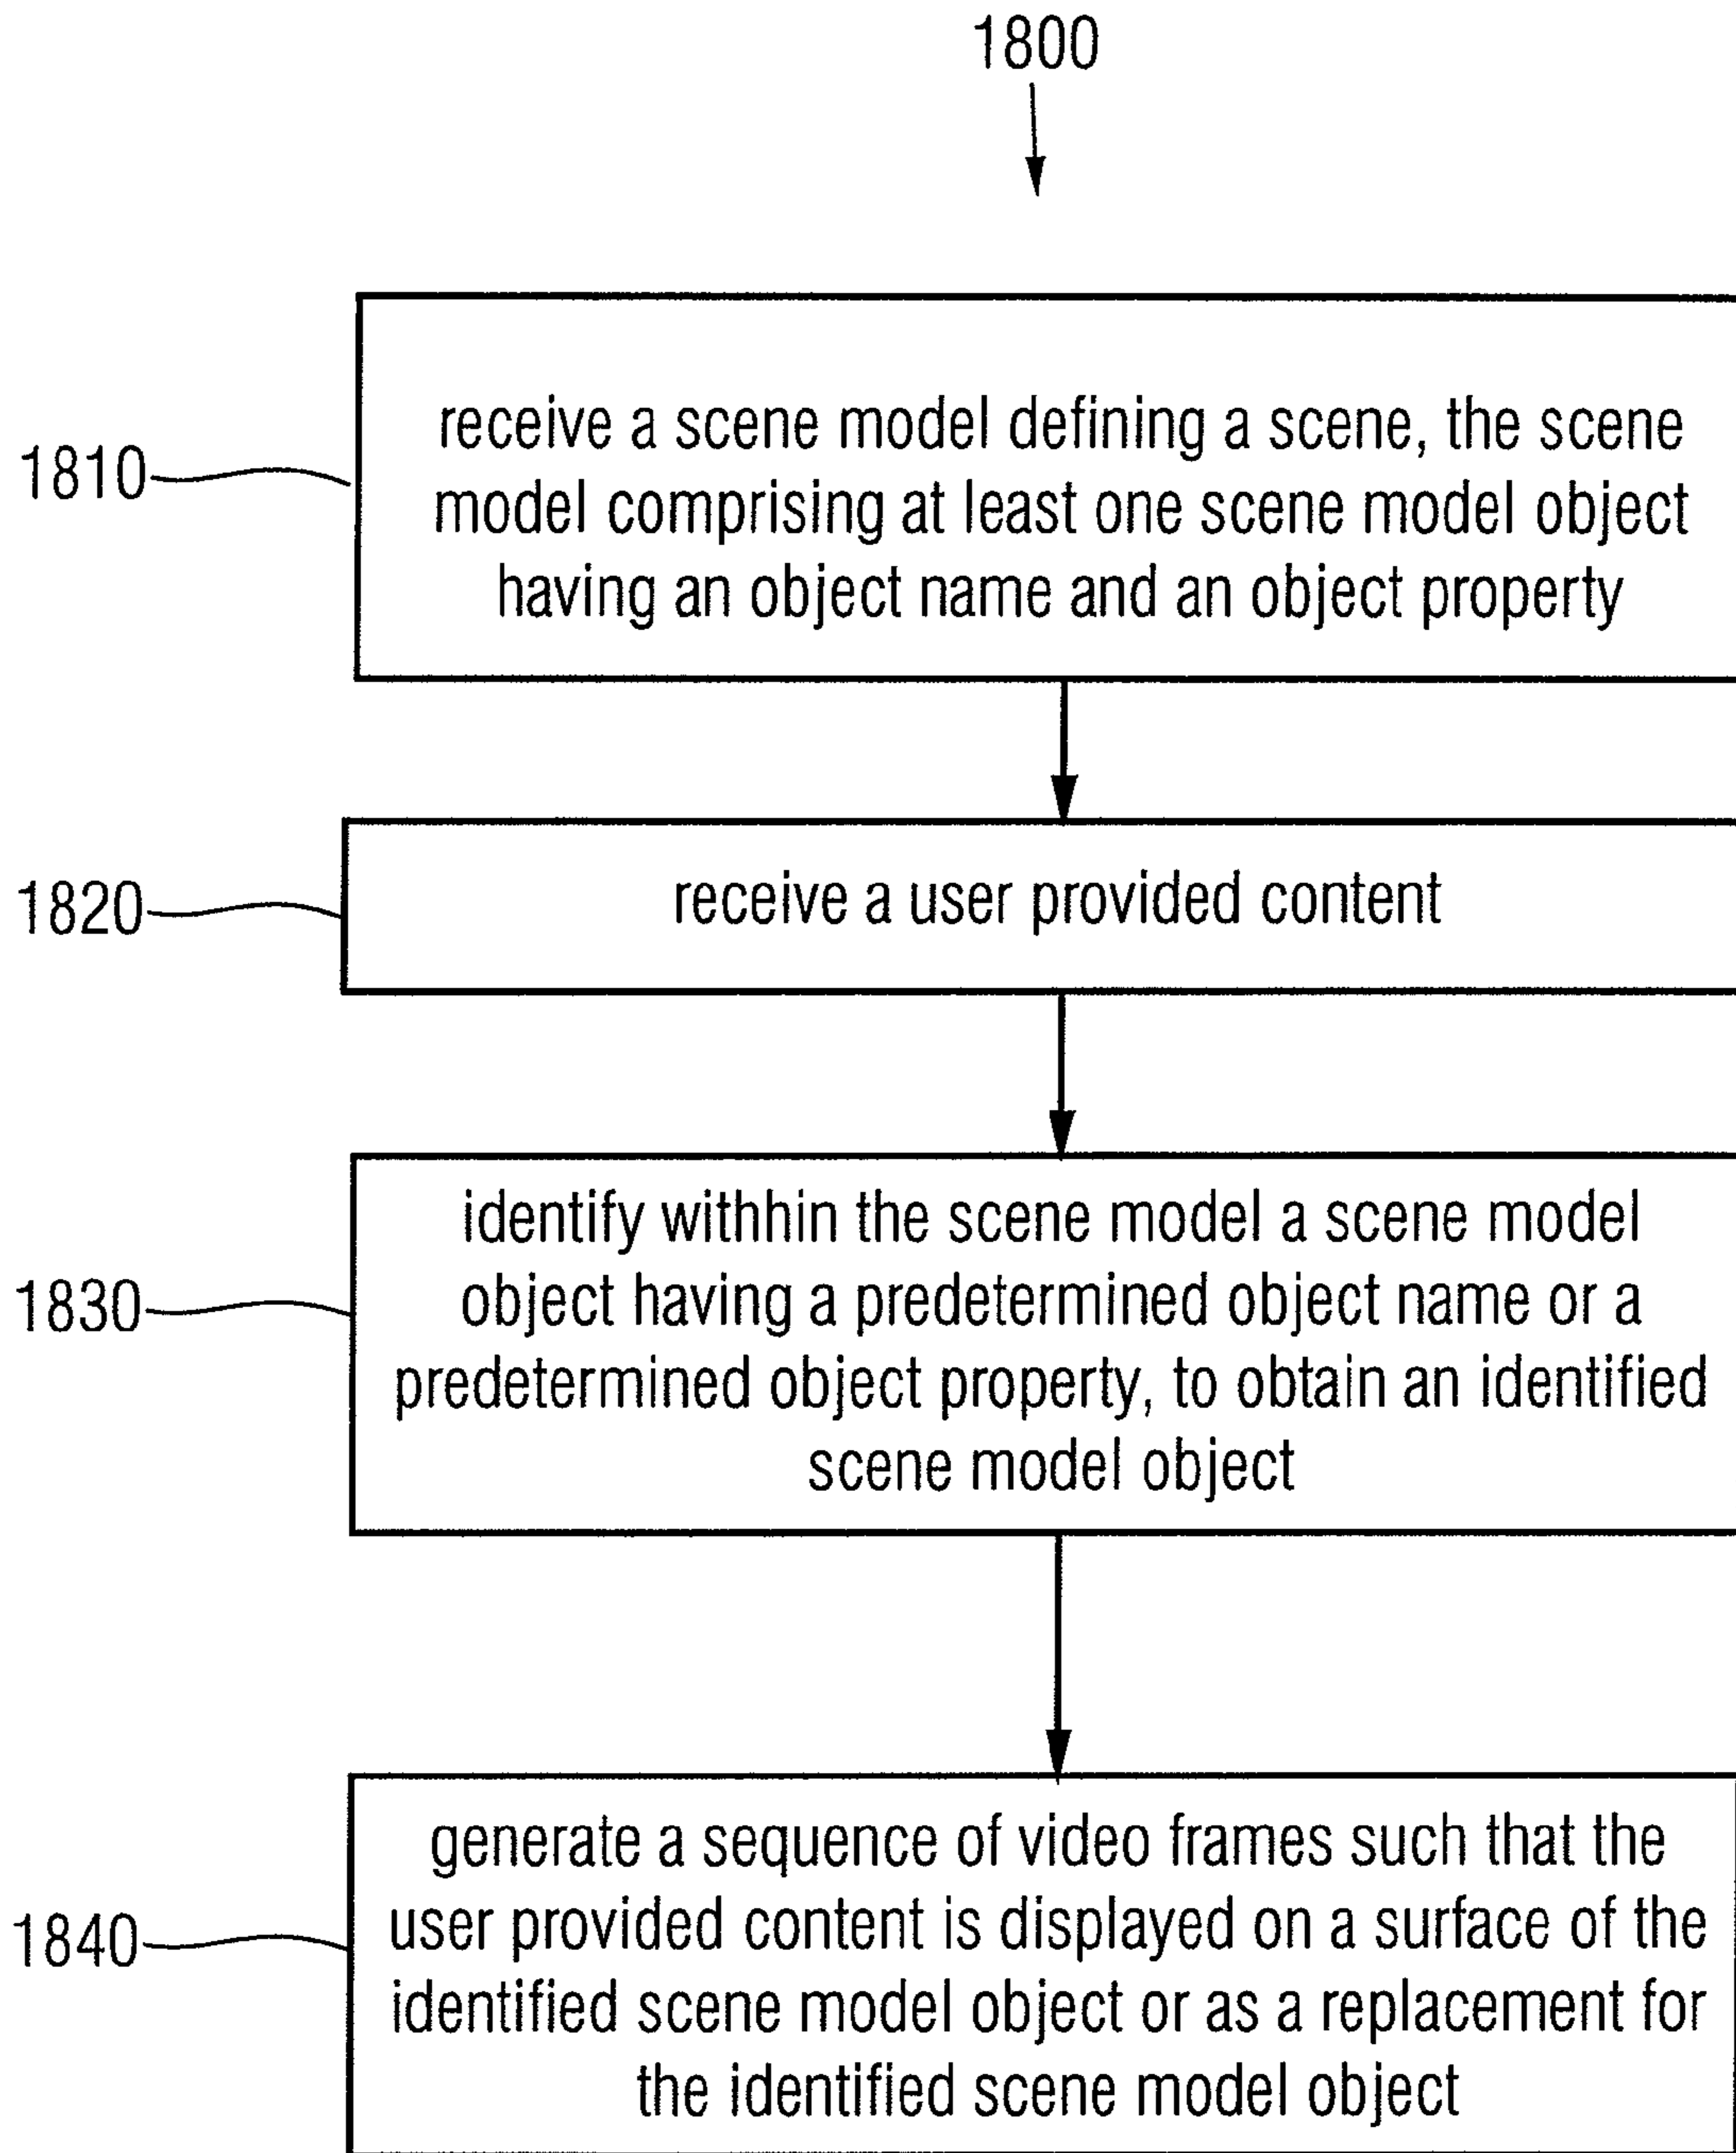 1800
1810
receive a scene model defining a scene, the scene
model comprising at least one scene model object
having an object name and an object property
1820
receive a user provided content
1830
identify withhin the scene model a scene model
object having a predetermined object name or a
predetermined object property, to obtain an identified
scene model object
1840
generate a sequence of video frames such that the
user provided content is displayed on a surface of the
identified scene model object or as a replacement for
the identified scene model object